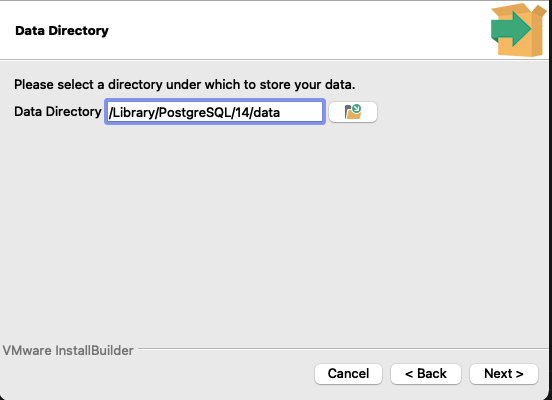 Data Directory
Please select a directory under which to store your data.
Data Directory /Library/PostgreSQL/14/data
VMware InstallBuilder
Cancel < Back Next >